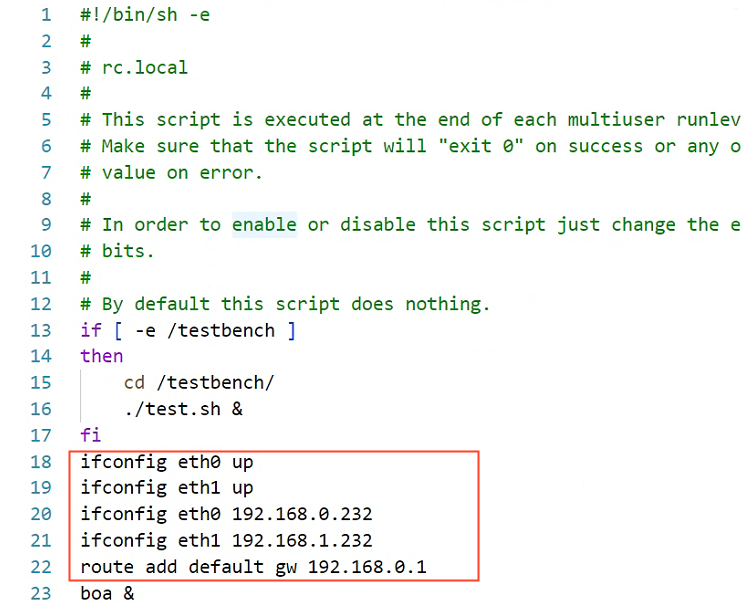 1 #!/bin/sh -e
2 #
3 # rc.local
4 #
5 # This script is executed at the end of each multiuser runlev
6 # Make sure that the script will "exit 0" on success or any o
7 # value on error.
8 #
9 # In order to enable or disable this script just change the e
10 # bits.
11 #
12 # By default this script does nothing.
13 if [ -e /testbench ]
14 then
15     cd /testbench/
16     ./test.sh &
17 fi
18 ifconfig eth0 up
19 ifconfig eth1 up
20 ifconfig eth0 192.168.0.232
21 ifconfig eth1 192.168.1.232
22 route add default gw 192.168.0.1
23 boa &